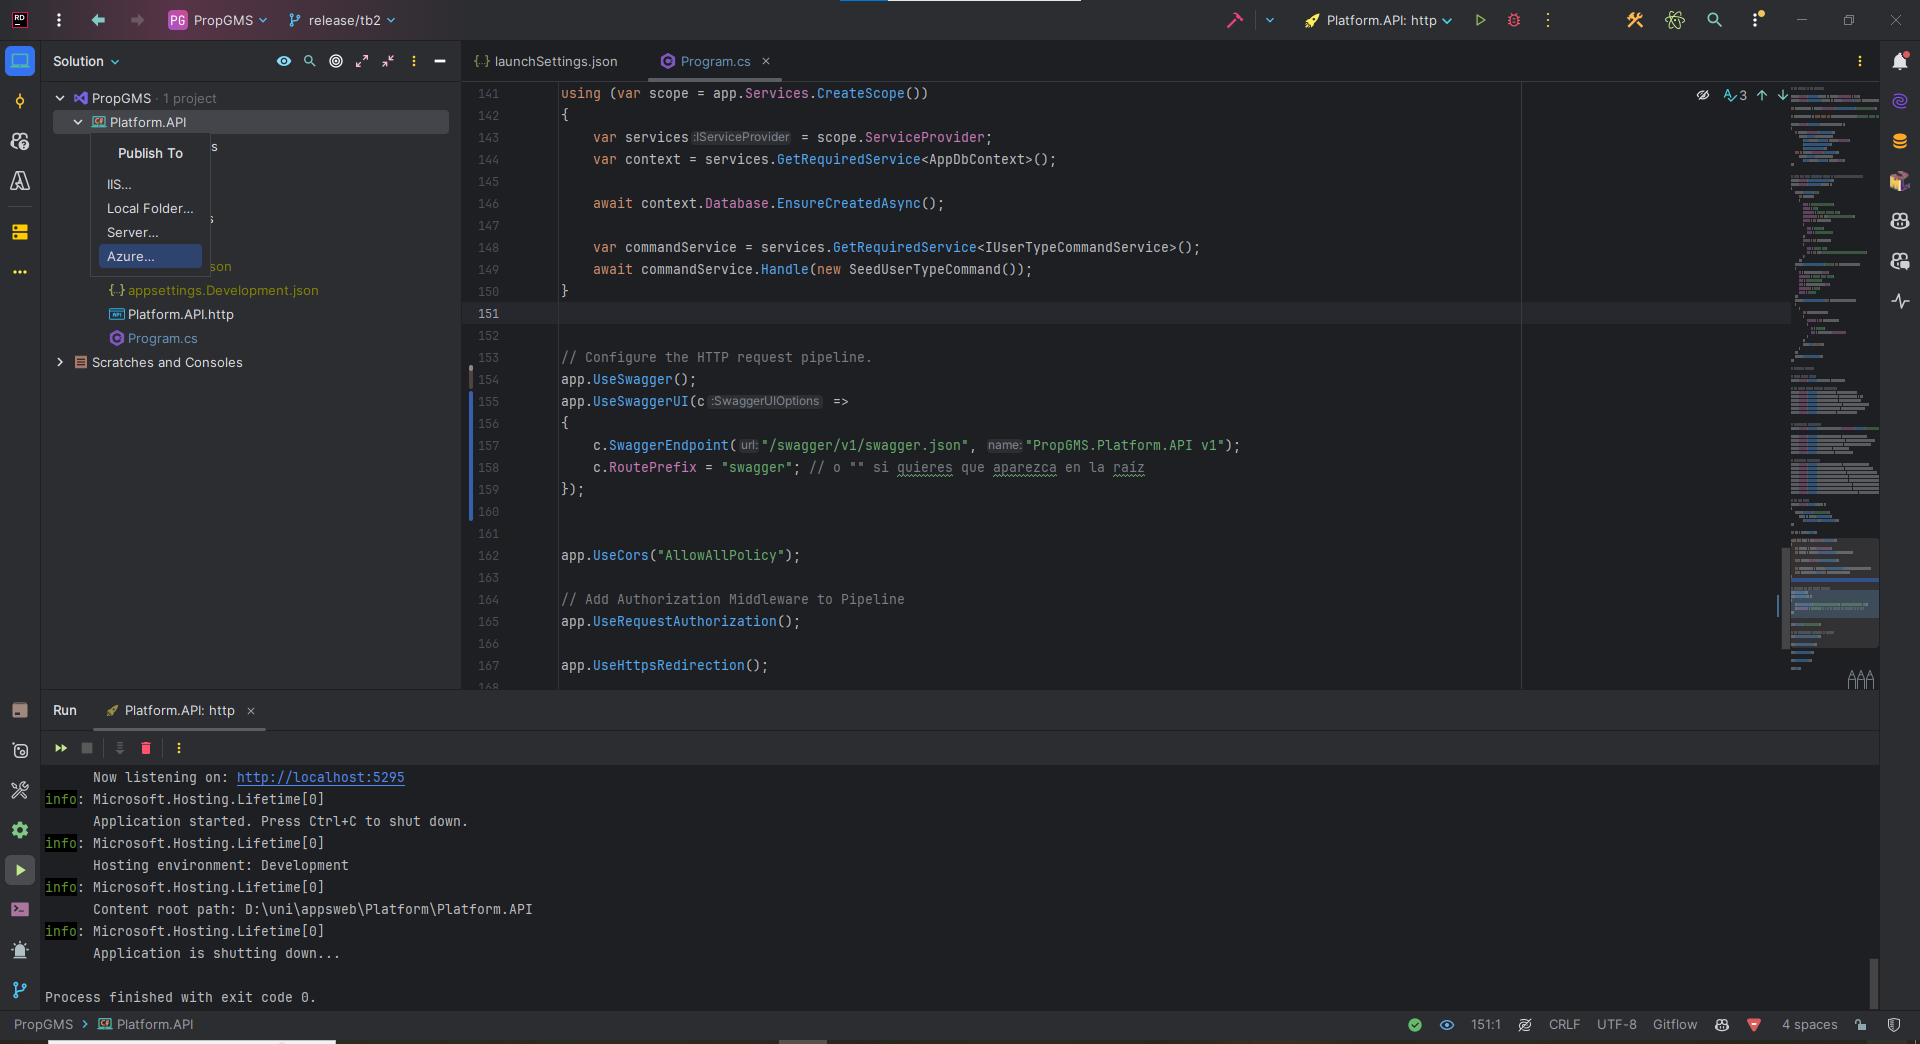 RD
PG PropGMS
release/tb2
Platform.API: http
Solution
launchSettings.json
Program.cs
PropGMS · 1 project
Platform.API
Publish To
IIS...
Local Folder...
Server...
Azure...
s
s
son
appsettings.Development.json
API Platform.API.http
Program.cs
Scratches and Consoles
3
141 using (var scope = app.Services.CreateScope())
142 {
143 var services :IServiceProvider = scope.ServiceProvider;
144 var context = services.GetRequiredService<AppDbContext>();
145
146 await context.Database.EnsureCreatedAsync();
147
148 var commandService = services.GetRequiredService<IUserTypeCommandService>();
149 await commandService.Handle(new SeedUserTypeCommand());
150 }
151
152
153 // Configure the HTTP request pipeline.
154 app.UseSwagger();
155 app.UseSwaggerUI(c :SwaggerUIOptions =>
156 {
157 c.SwaggerEndpoint( url: "/swagger/v1/swagger.json", name: "PropGMS.Platform.API v1");
158 c.RoutePrefix = "swagger"; // o "" si quieres que aparezca en la raiz
159 });
160
161
162 app.UseCors("AllowAllPolicy");
163
164 // Add Authorization Middleware to Pipeline
165 app.UseRequestAuthorization();
166
167 app.UseHttpsRedirection();
168
Run
Platform.API: http
Now listening on: http://localhost:5295
info: Microsoft.Hosting.Lifetime[0]
Application started. Press Ctrl+C to shut down.
info: Microsoft.Hosting.Lifetime[0]
Hosting environment: Development
info: Microsoft.Hosting.Lifetime[0]
Content root path: D:\uni\appsweb\Platform\Platform.API
info: Microsoft.Hosting.Lifetime[0]
Application is shutting down...
Process finished with exit code 0.
PropGMS > C# Platform.API
151:1
CRLF
UTF-8
Gitflow
4 spaces